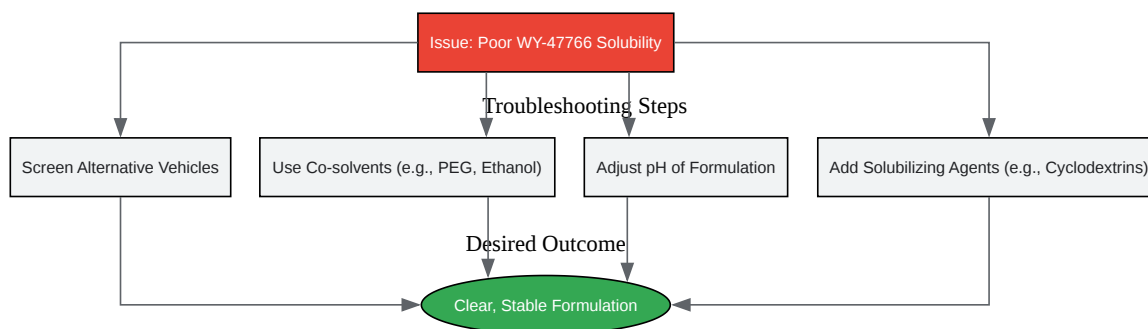 Issue: Poor WY-47766 Solubility
Troubleshooting Steps
Screen Alternative Vehicles
Use Co-solvents (e.g., PEG, Ethanol)
Adjust pH of Formulation
Add Solubilizing Agents (e.g., Cyclodextrins)
Desired Outcome
Clear, Stable Formulation